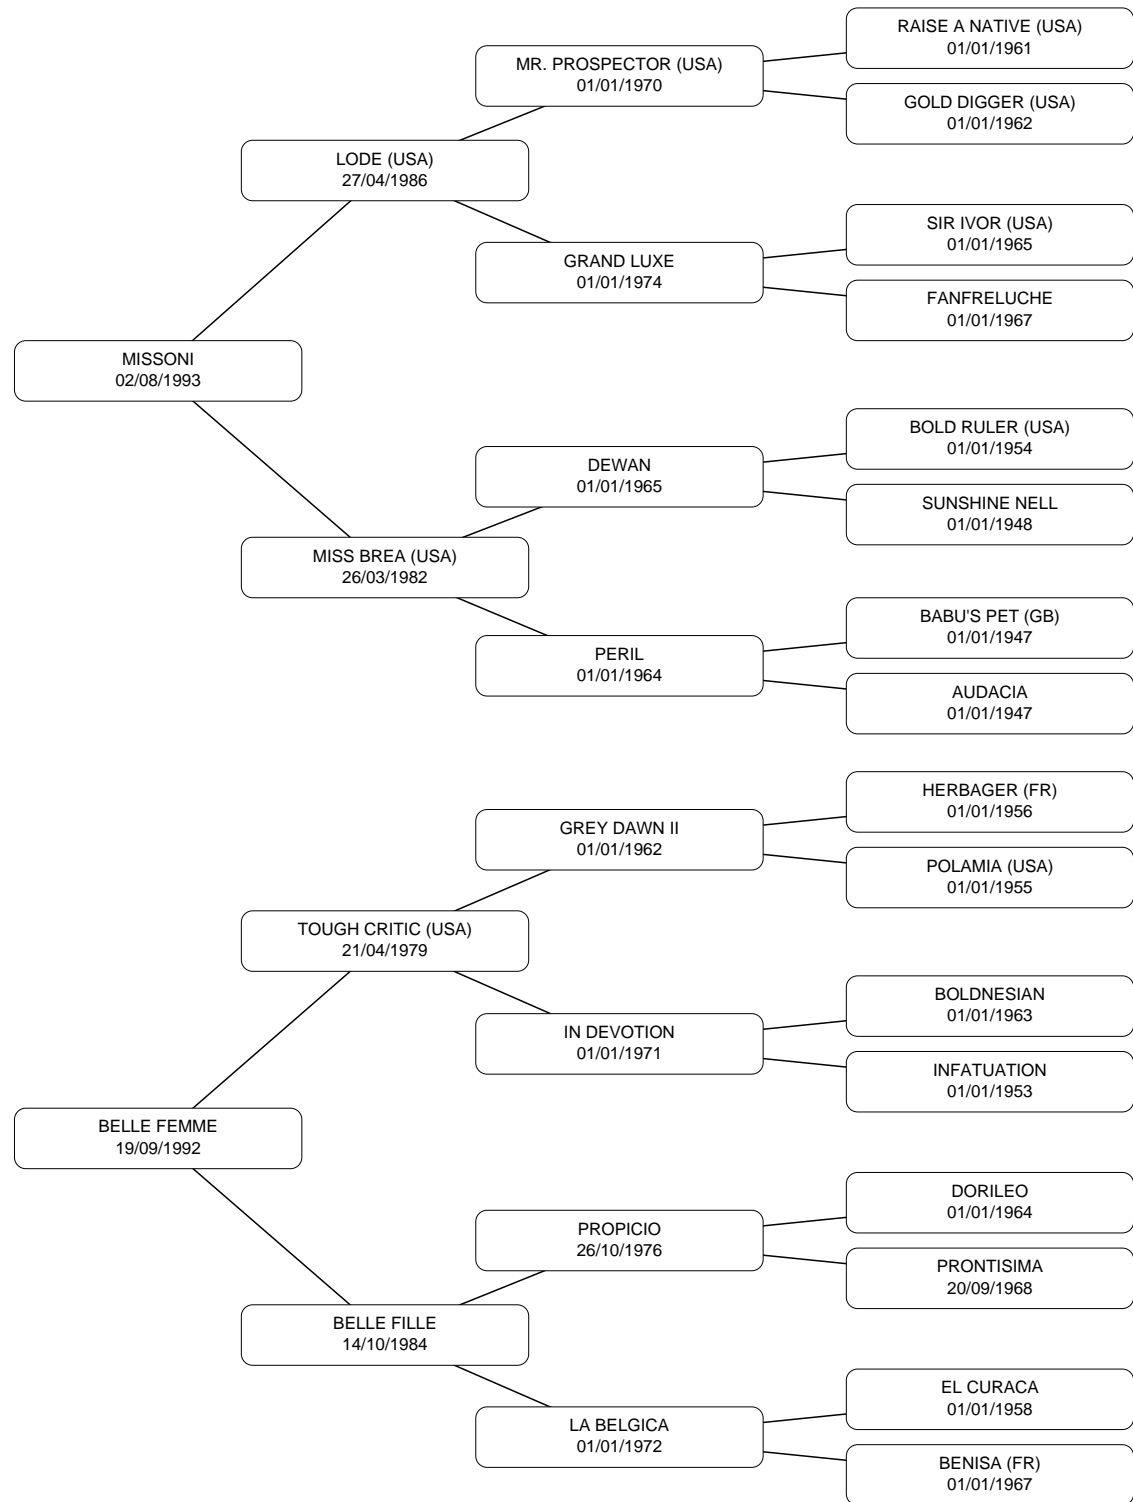 RAISE A NATIVE (USA)
01/01/1961
MR. PROSPECTOR (USA)
01/01/1970
GOLD DIGGER (USA)
01/01/1962
LODE (USA)
27/04/1986
SIR IVOR (USA)
01/01/1965
GRAND LUXE
01/01/1974
FANFRELUCHE
01/01/1967
MISSONI
02/08/1993
BOLD RULER (USA)
01/01/1954
DEWAN
01/01/1965
SUNSHINE NELL
01/01/1948
MISS BREA (USA)
26/03/1982
BABU'S PET (GB)
01/01/1947
PERIL
01/01/1964
AUDACIA
01/01/1947
HERBAGER (FR)
01/01/1956
GREY DAWN II
01/01/1962
POLAMIA (USA)
01/01/1955
TOUGH CRITIC (USA)
21/04/1979
BOLDNESIAN
01/01/1963
IN DEVOTION
01/01/1971
INFATUATION
01/01/1953
BELLE FEMME
19/09/1992
DORILEO
01/01/1964
PROPICIO
26/10/1976
PRONTISIMA
20/09/1968
BELLE FILLE
14/10/1984
EL CURACA
01/01/1958
LA BELGICA
01/01/1972
BENISA (FR)
01/01/1967